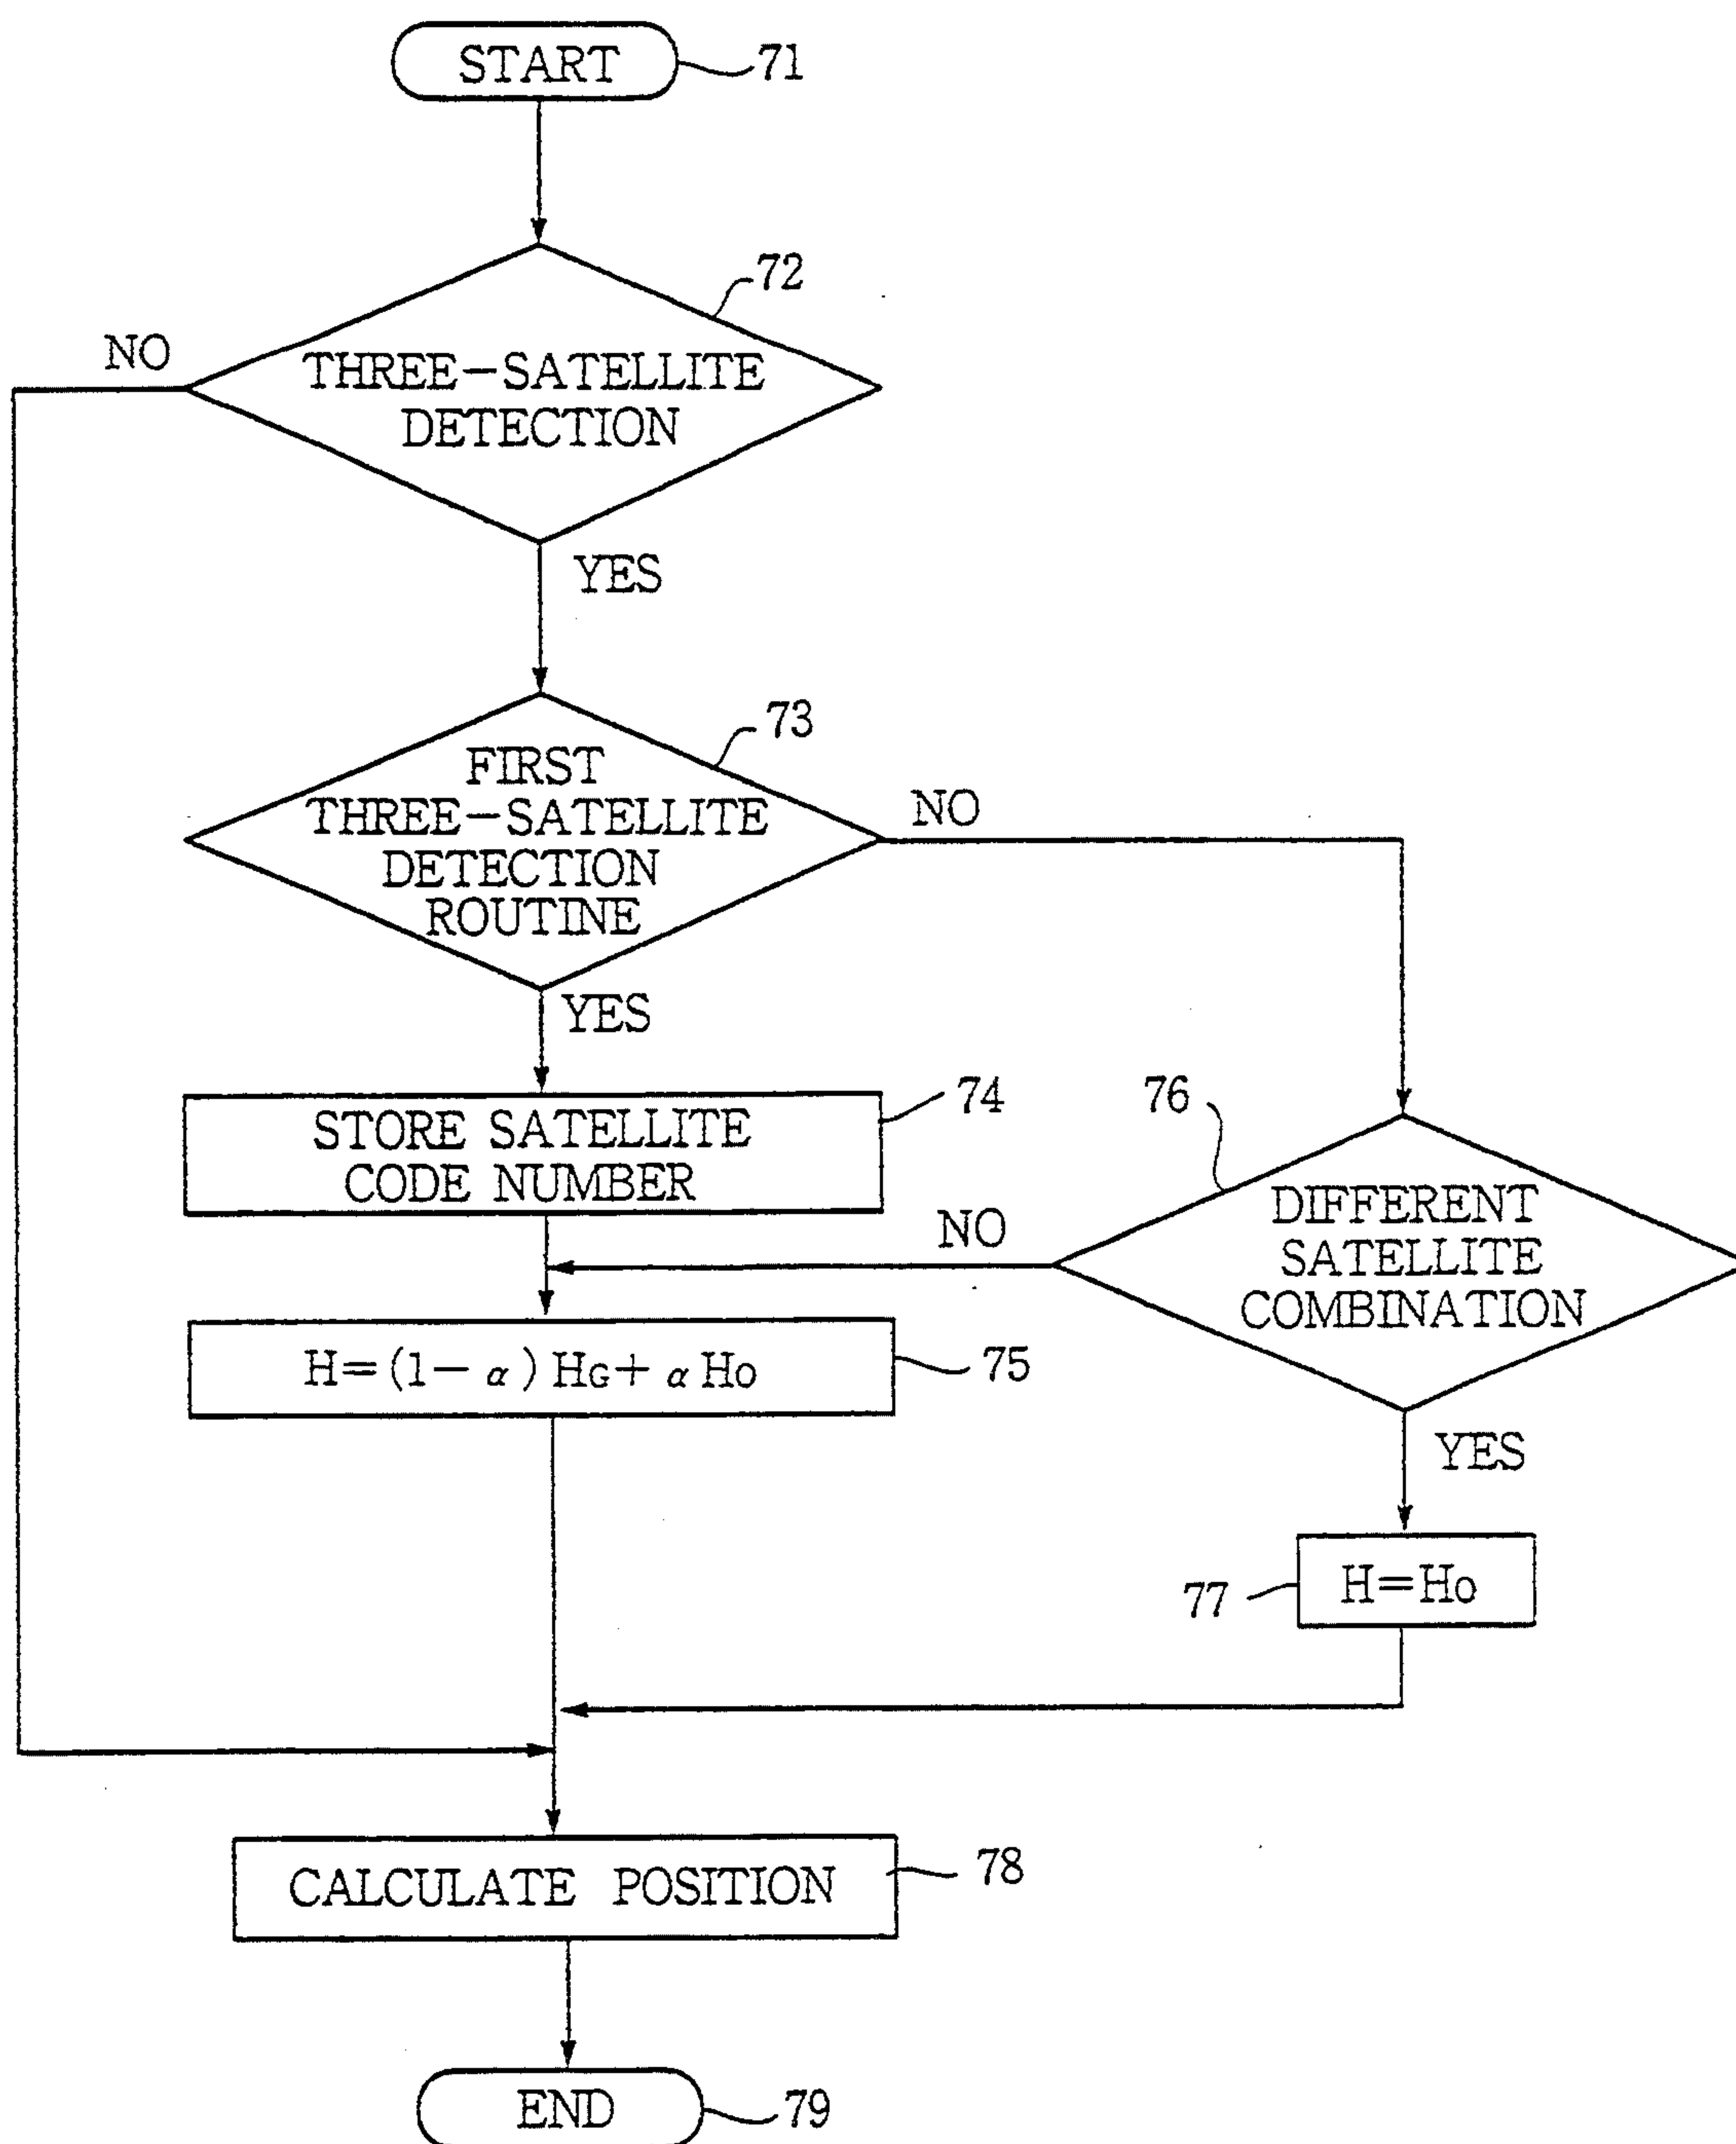 START
71
72
NO
THREE-SATELLITE
DETECTION
YES
73
FIRST
THREE-SATELLITE
DETECTION
ROUTINE
NO
YES
74
STORE SATELLITE
CODE NUMBER
76
DIFFERENT
SATELLITE
COMBINATION
NO
H=(1-α)HG+αHo
75
YES
77
H=Ho
CALCULATE POSITION
78
END
79